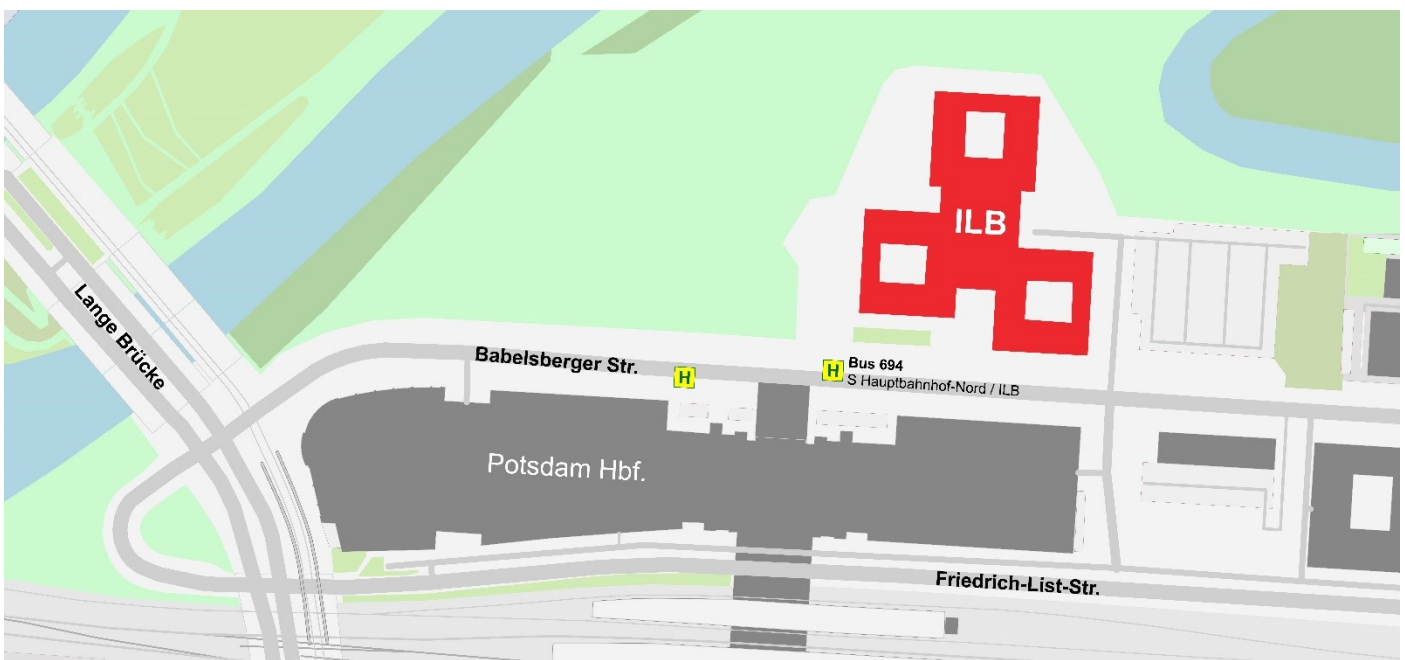 ILB
Lange Brücke
Babelsberger Str.
H
H
Bus 694
S Hauptbahnhof-Nord / ILB
Potsdam Hbf.
Friedrich-List-Str.